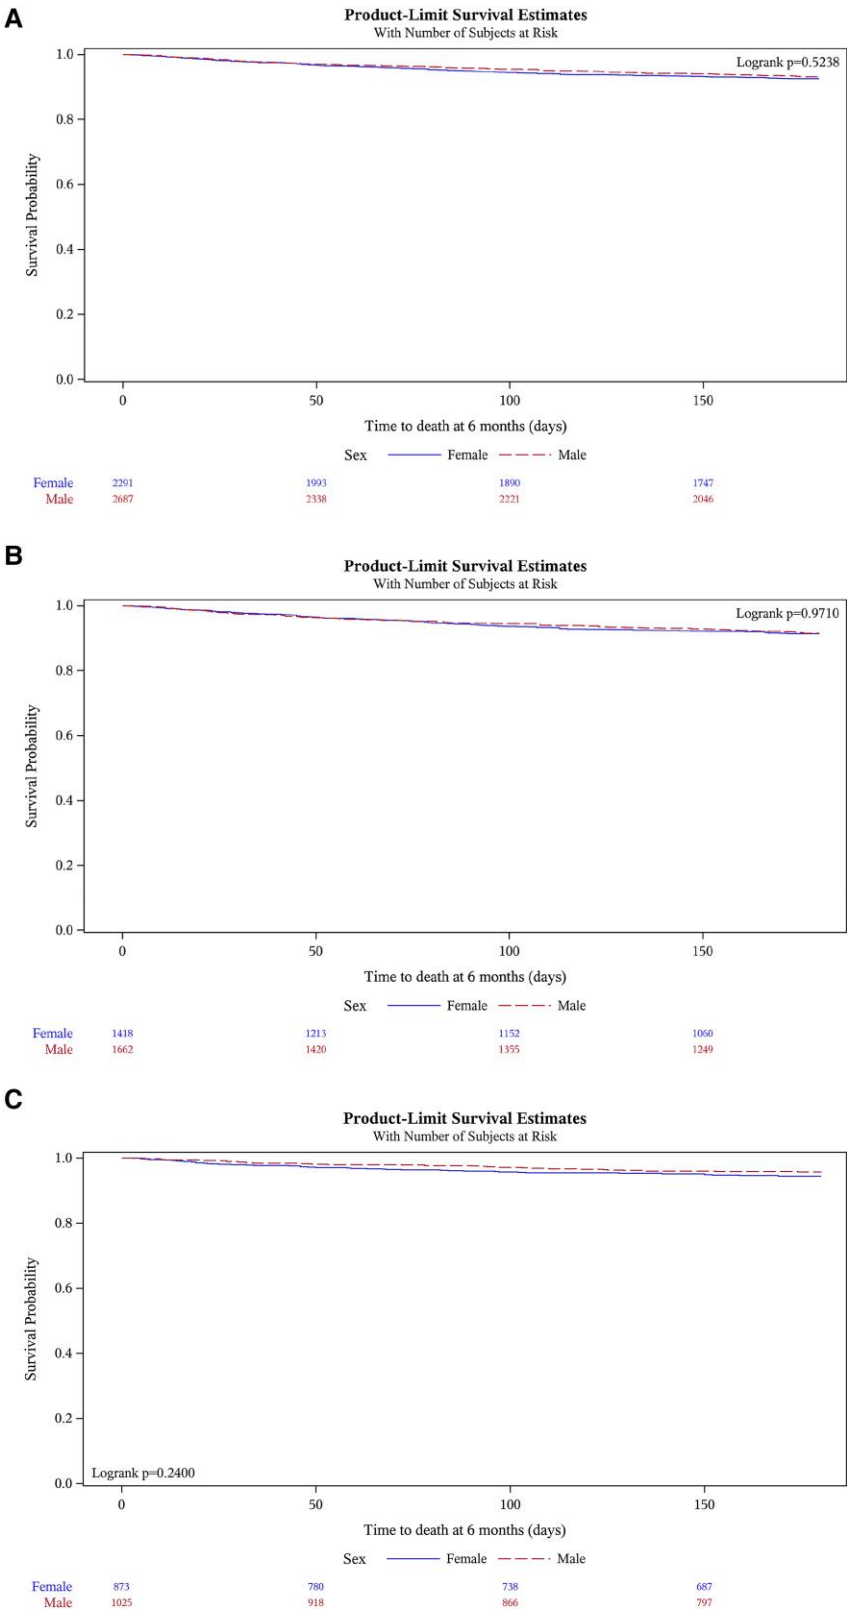 A
Product-Limit Survival Estimates
With Number of Subjects at Risk
Logrank p=0.5238
1.0
0.8
0.6
0.4
0.2
0.0
Survival Probability
0 50 100 150
Time to death at 6 months (days)
Sex Female Male
Female 2291 1993 1890 1747
Male 2687 2338 2221 2046
B
Product-Limit Survival Estimates
With Number of Subjects at Risk
Logrank p=0.9710
1.0
0.8
0.6
0.4
0.2
0.0
Survival Probability
0 50 100 150
Time to death at 6 months (days)
Sex Female Male
Female 1418 1213 1152 1060
Male 1662 1420 1355 1249
C
Product-Limit Survival Estimates
With Number of Subjects at Risk
1.0
0.8
0.6
0.4
0.2
0.0
Survival Probability
Logrank p=0.2400
0 50 100 150
Time to death at 6 months (days)
Sex Female Male
Female 873 780 738 687
Male 1025 918 866 797